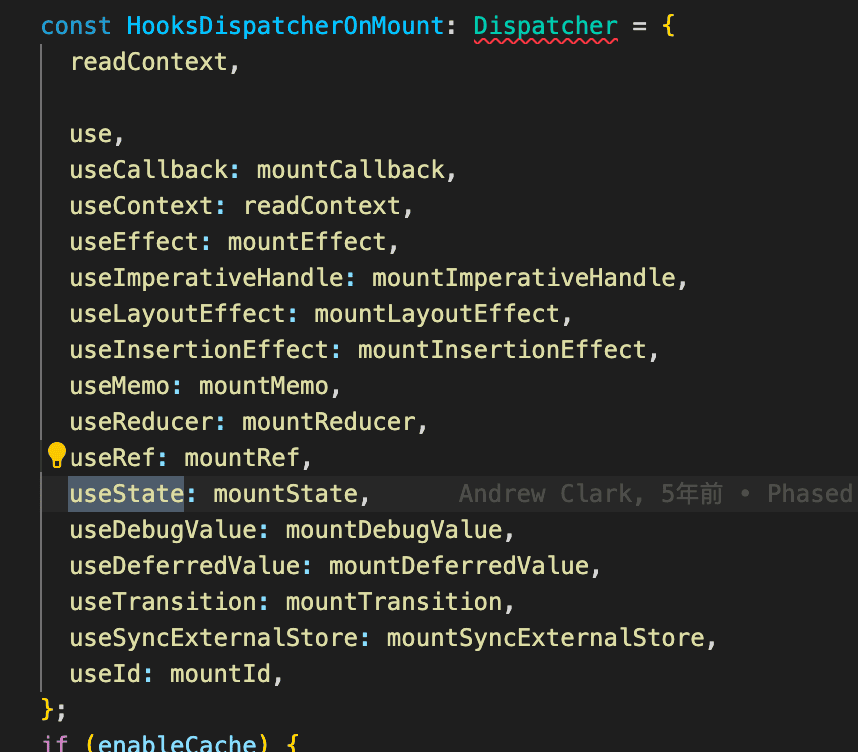 const HooksDispatcherOnMount: Dispatcher = {
readContext,
use,
useCallback: mountCallback,
useContext: readContext,
useEffect: mountEffect,
useImperativeHandle: mountImperativeHandle,
useLayoutEffect: mountLayoutEffect,
useInsertionEffect: mountInsertionEffect,
useMemo: mountMemo,
useReducer: mountReducer,
useRef: mountRef,
useState: mountState, Andrew Clark, 5年前 • Phased
useDebugValue: mountDebugValue,
useDeferredValue: mountDeferredValue,
useTransition: mountTransition,
useSyncExternalStore: mountSyncExternalStore,
useId: mountId,
};
if (enableCache) {